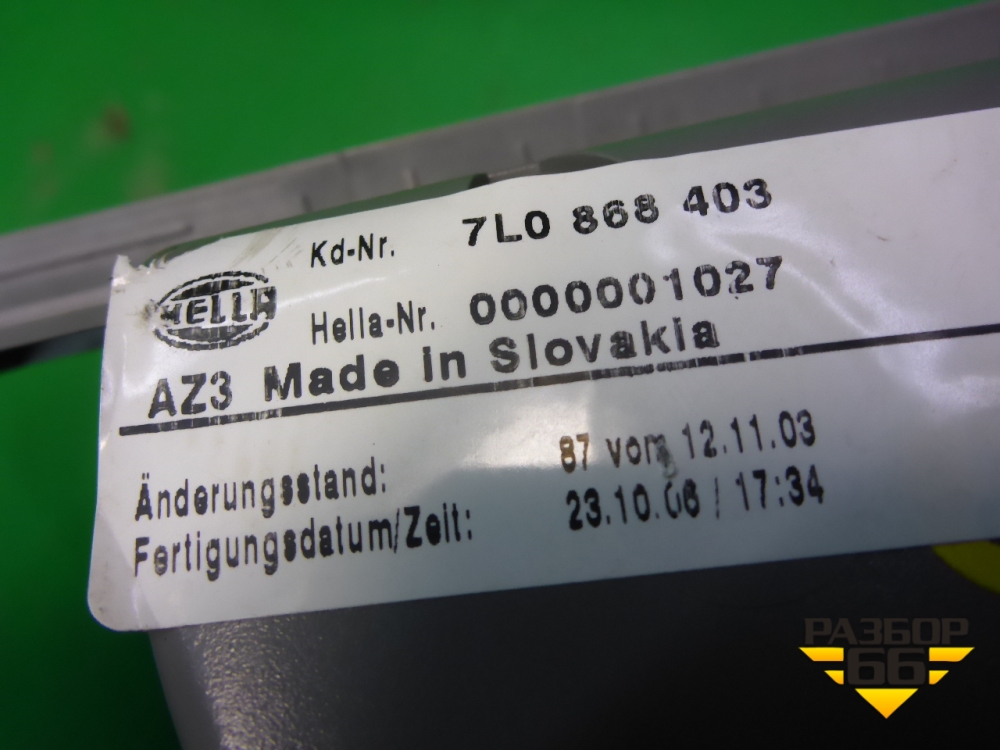 Kd-Nr. 7L0 868 403
HELLA
Hella-Nr. 0000001027
AZ3 Made in Slovakia
Änderungsstand: 87 vom 12.11.03
Fertigungsdatum/Zeit: 23.10.06 / 17:34
РАЗБОР
66